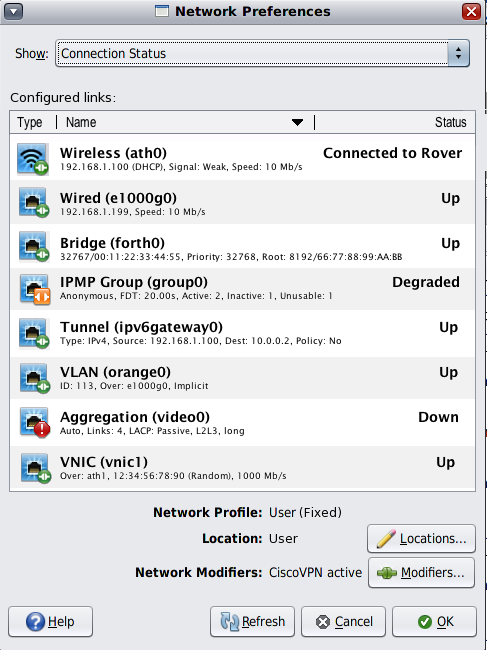 Network Preferences
Show: Connection Status
Configured links:
Type Name Status
Wireless (ath0) Connected to Rover
192.168.1.100 (DHCP), Signal: Weak, Speed: 10 Mb/s
Wired (e1000g0) Up
192.168.1.199, Speed: 10 Mb/s
Bridge (forth0) Up
32767/00:11:22:33:44:55, Priority: 32768, Root: 8192/66:77:88:99:AA:BB
IPMP Group (group0) Degraded
Anonymous, FDT: 20.00s, Active: 2, Inactive: 1, Unusable: 1
Tunnel (ipv6gateway0) Up
Type: IPv4, Source: 192.168.1.100, Dest: 10.0.0.2, Policy: No
VLAN (orange0) Up
ID: 113, Over: e1000g0, Implicit
Aggregation (video0) Down
Auto, Links: 4, LACP: Passive, L2L3, long
VNIC (vnic1) Up
Over: ath1, 12:34:56:78:90 (Random), 1000 Mb/s
Network Profile: User (Fixed)
Location: User Locations...
Network Modifiers: CiscoVPN active Modifiers...
Help Refresh Cancel OK